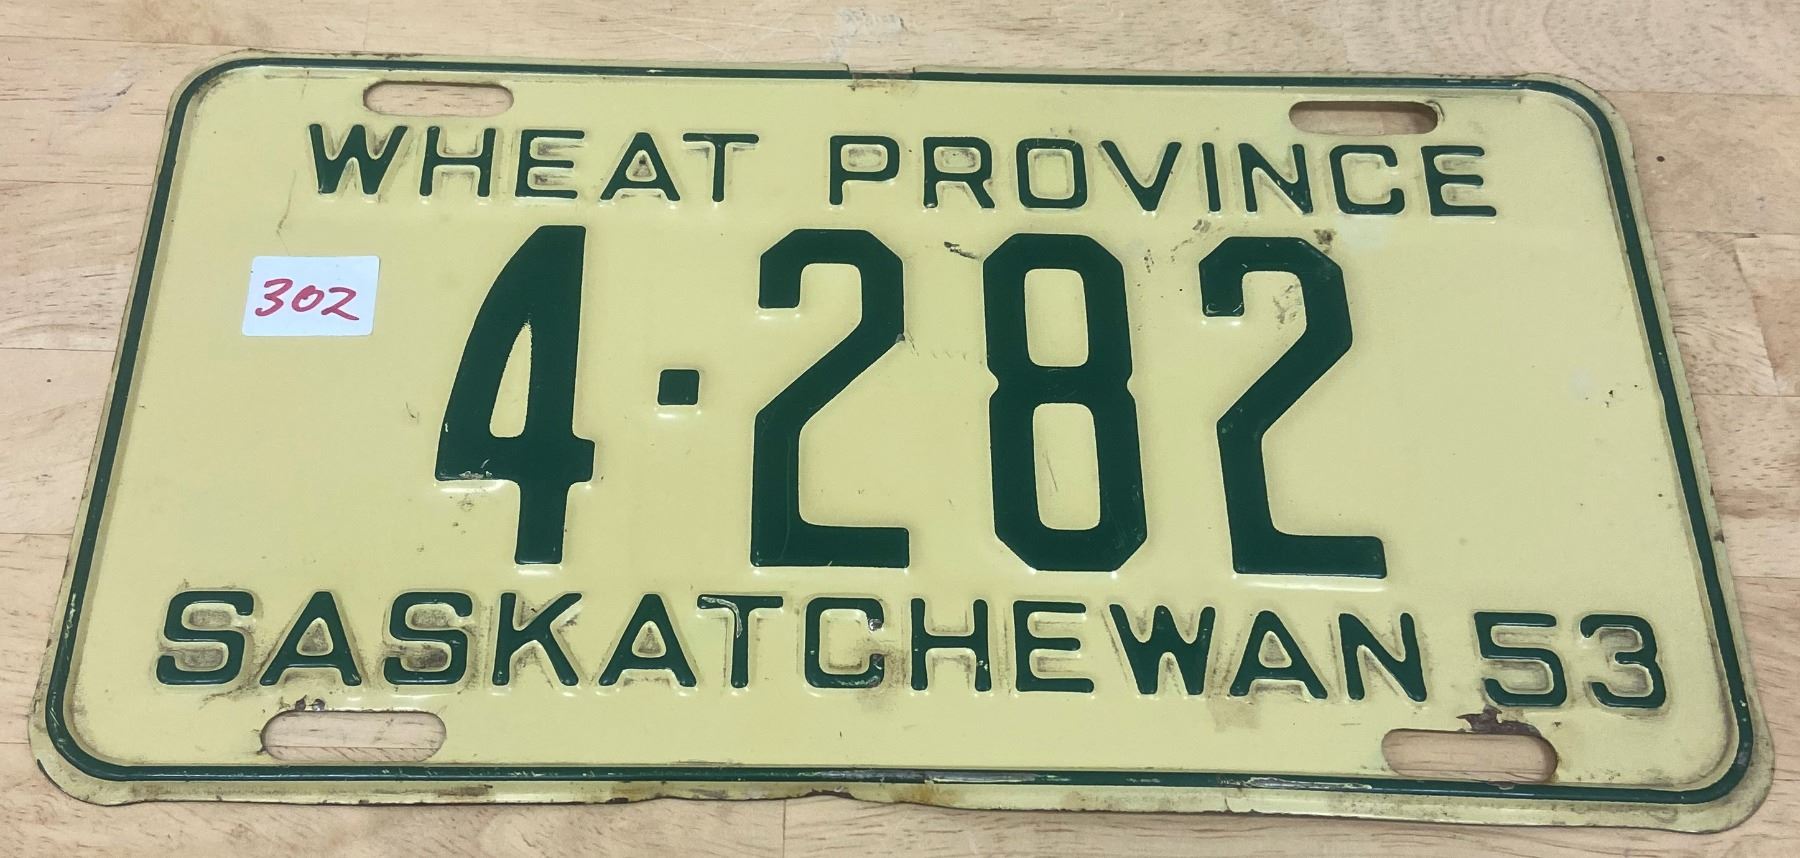 WHEAT PROVINCE
302
4-282
SASKATCHEWAN 53